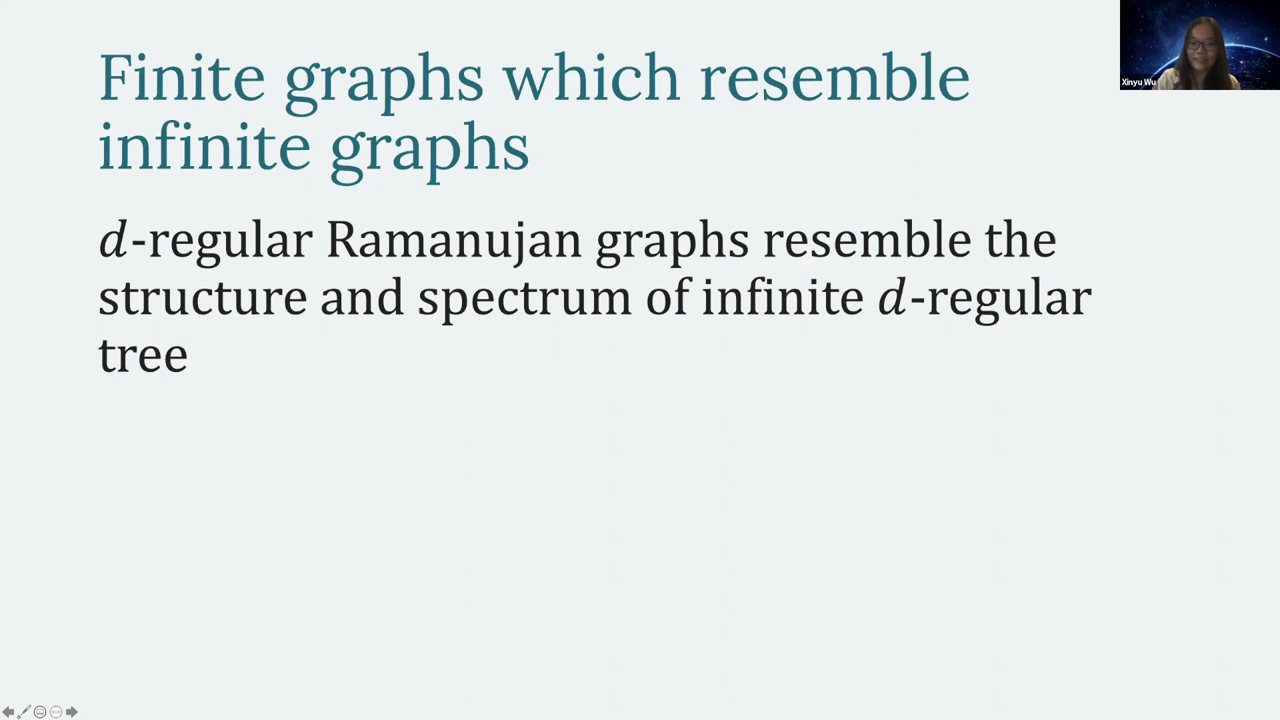 Finite graphs which resemble
infinite graphs
d-regular Ramanujan graphs resemble the
structure and spectrum of infinite d-regular
tree
Xinyu Wu